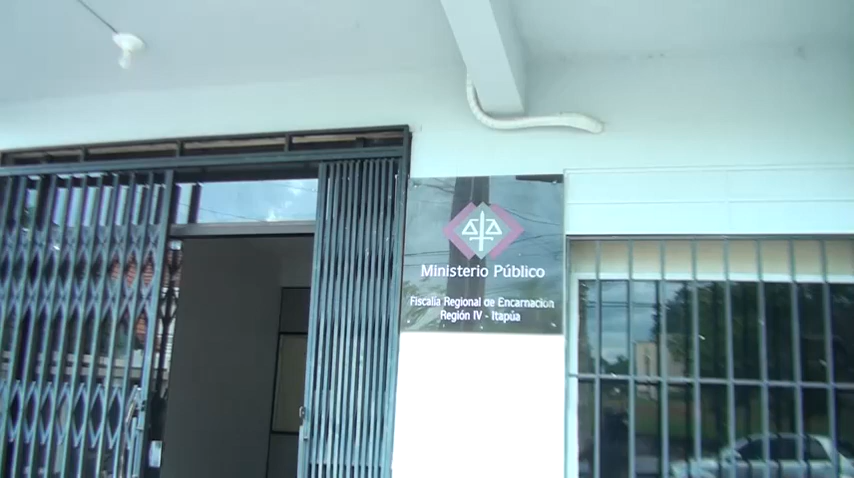 Ministerio Público
Fiscalía Regional de Encarnación
Región IV - Itapúa